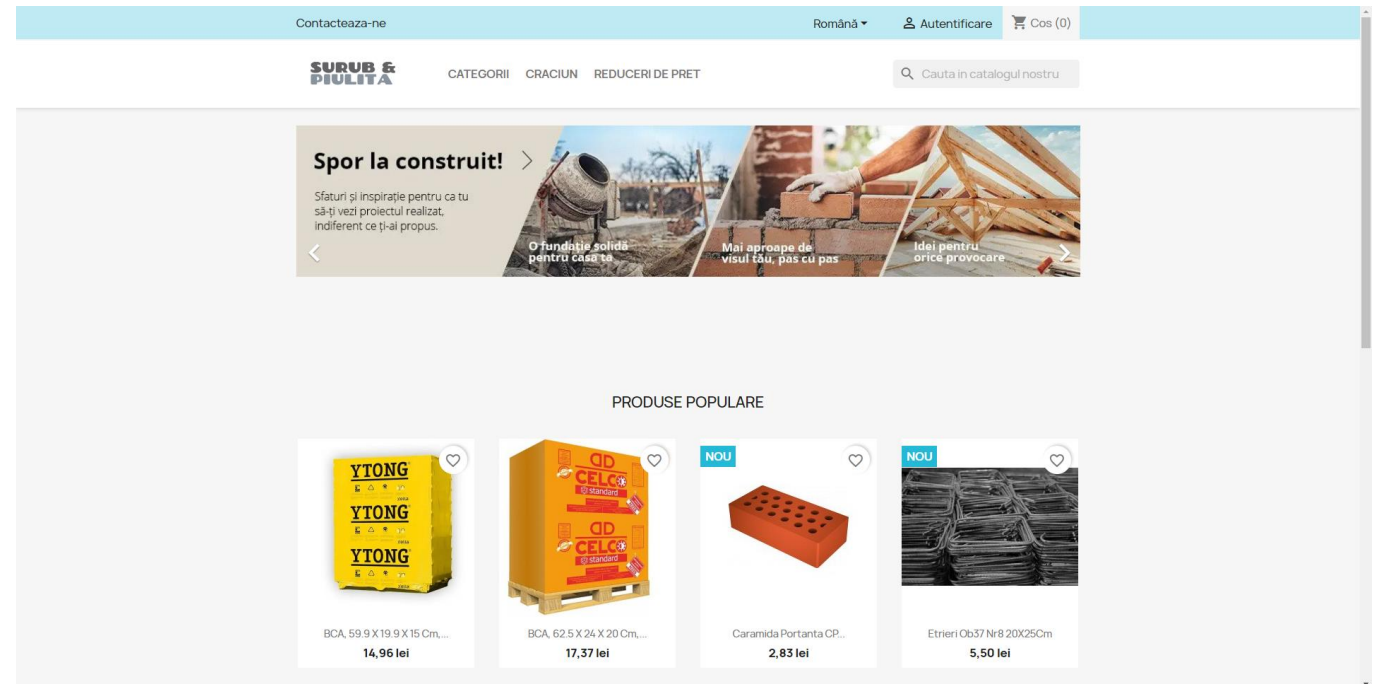 Contacteaza-ne
Română
Autentificare
Cos (0)
SURUB &
PIULITA
CATEGORII
CRACIUN
REDUCERI DE PRET
Cauta in catalogul nostru
Spor la construit!
Sfaturi și inspirație pentru ca tu
să-ți vezi proiectul realizat,
indiferent ce ți-ai propus.
O fundație solidă
pentru casa ta
Mai aproape de
visul tău, pas cu pas
Idei pentru
orice provocare
PRODUSE POPULARE
YTONG
YTONG
YTONG
CELCO
standard
CELCO
standard
NOU
NOU
BCA, 59.9 X 19.9 X 15 Cm,...
14,96 lei
BCA, 62.5 X 24 X 20 Cm,...
17,37 lei
Caramida Portanta CP...
2,83 lei
Etrieri Ob37 Nr8 20X25Cm
5,50 lei